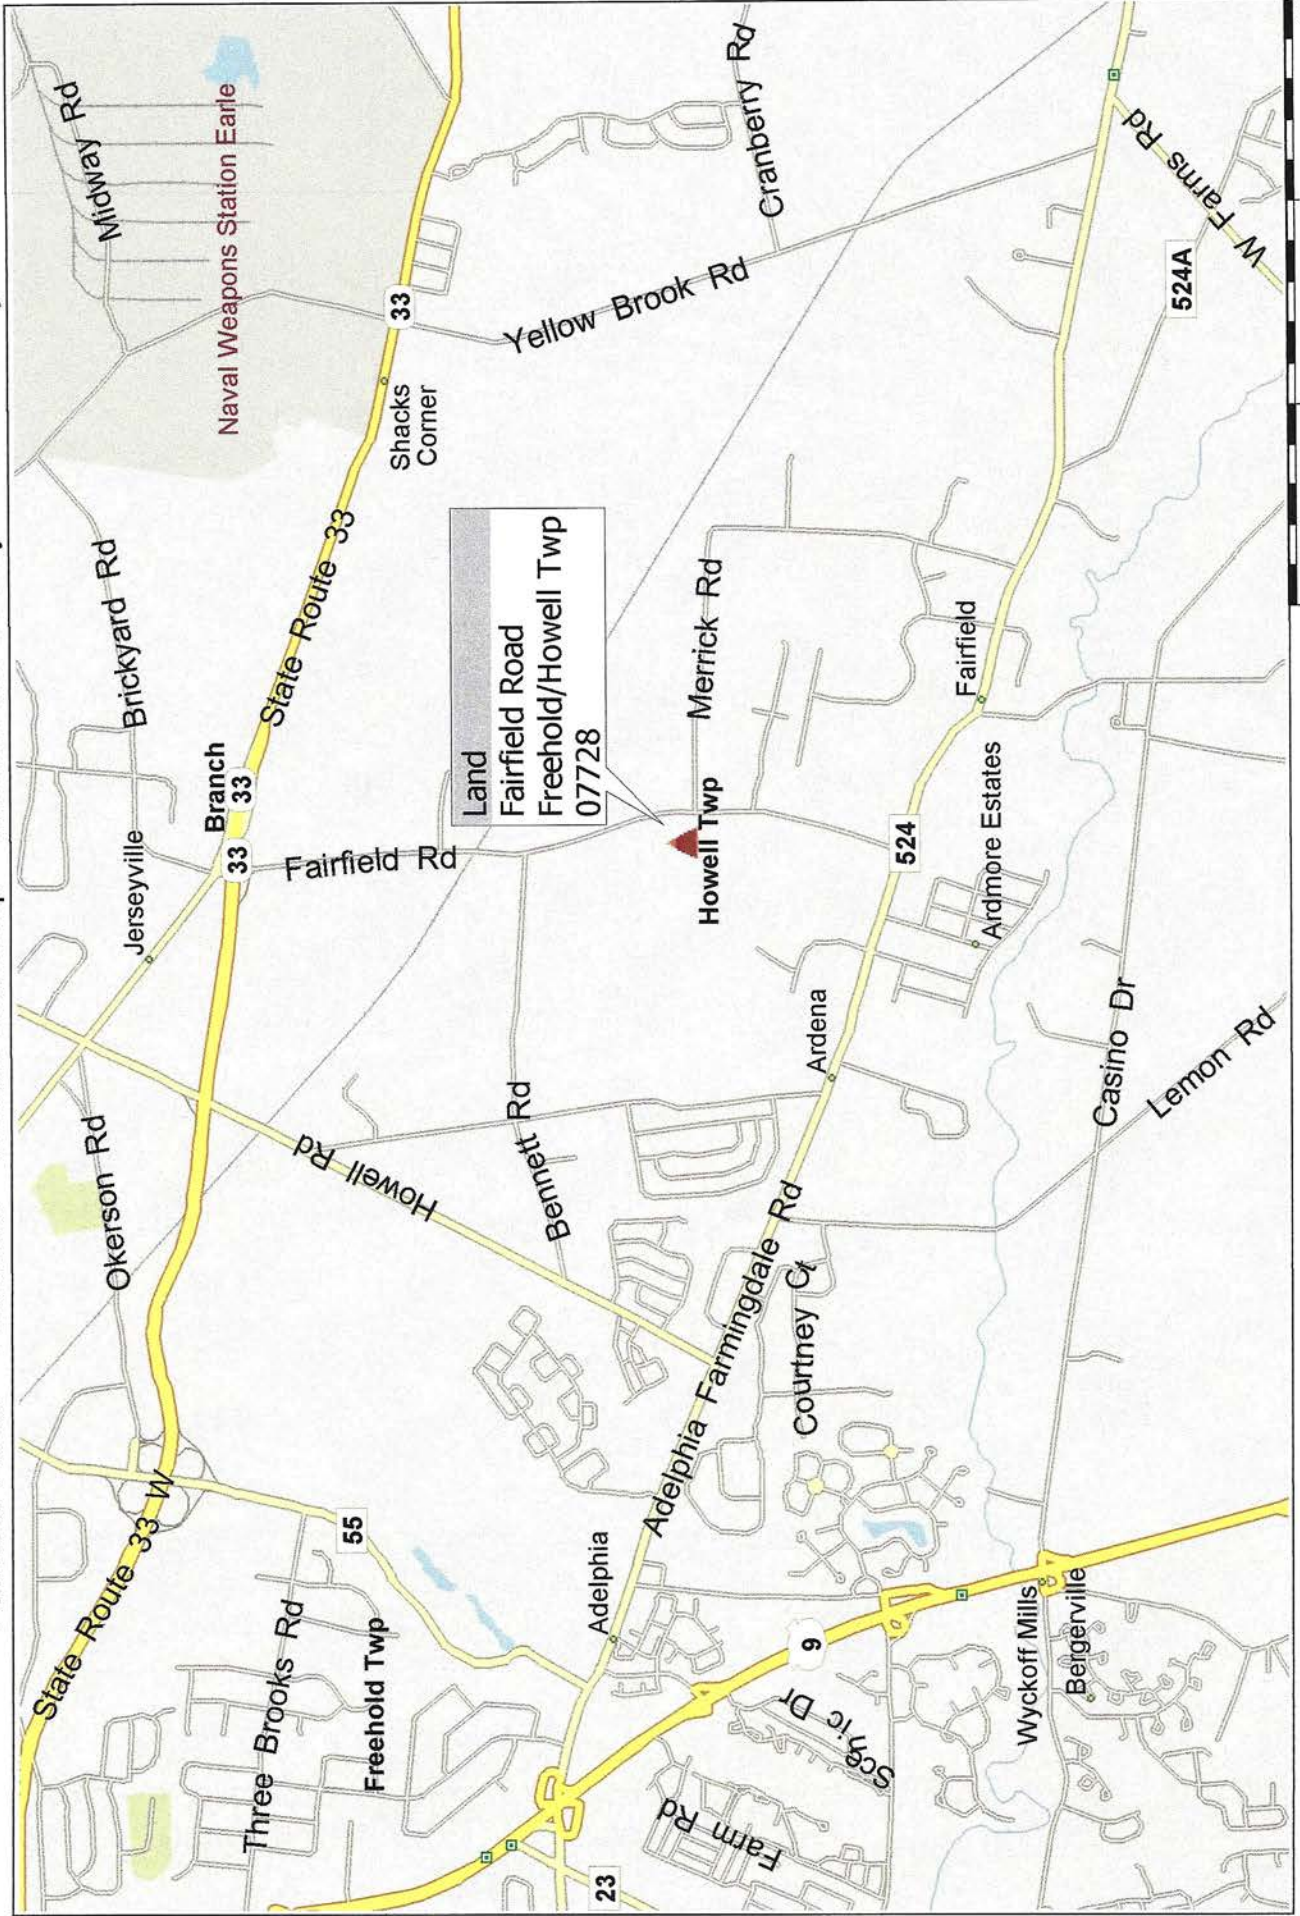 Midway Rd
Naval Weapons Station Earle
Cranberry Rd
W Farms Rd
524A
33
Yellow Brook Rd
Shacks
Corner
Brickyard Rd
State Route 33
Land
Fairfield Road
Freehold/Howell Twp
07728
Merrick Rd
Fairfield
Branch
33
33
Jerseyville
Fairfield Rd
Howell Twp
524
Ardmore Estates
Ardena
Casino Dr
Lemon Rd
Okerson Rd
Howell Rd
Bennett Rd
Adelphia Farmingdale Rd
Courtney Ct
State Route 33 W
55
Adelphia
Three Brooks Rd
Freehold Twp
9
Scenic Dr
Farm Rd
Wyckoff Mills
Bergerville
23